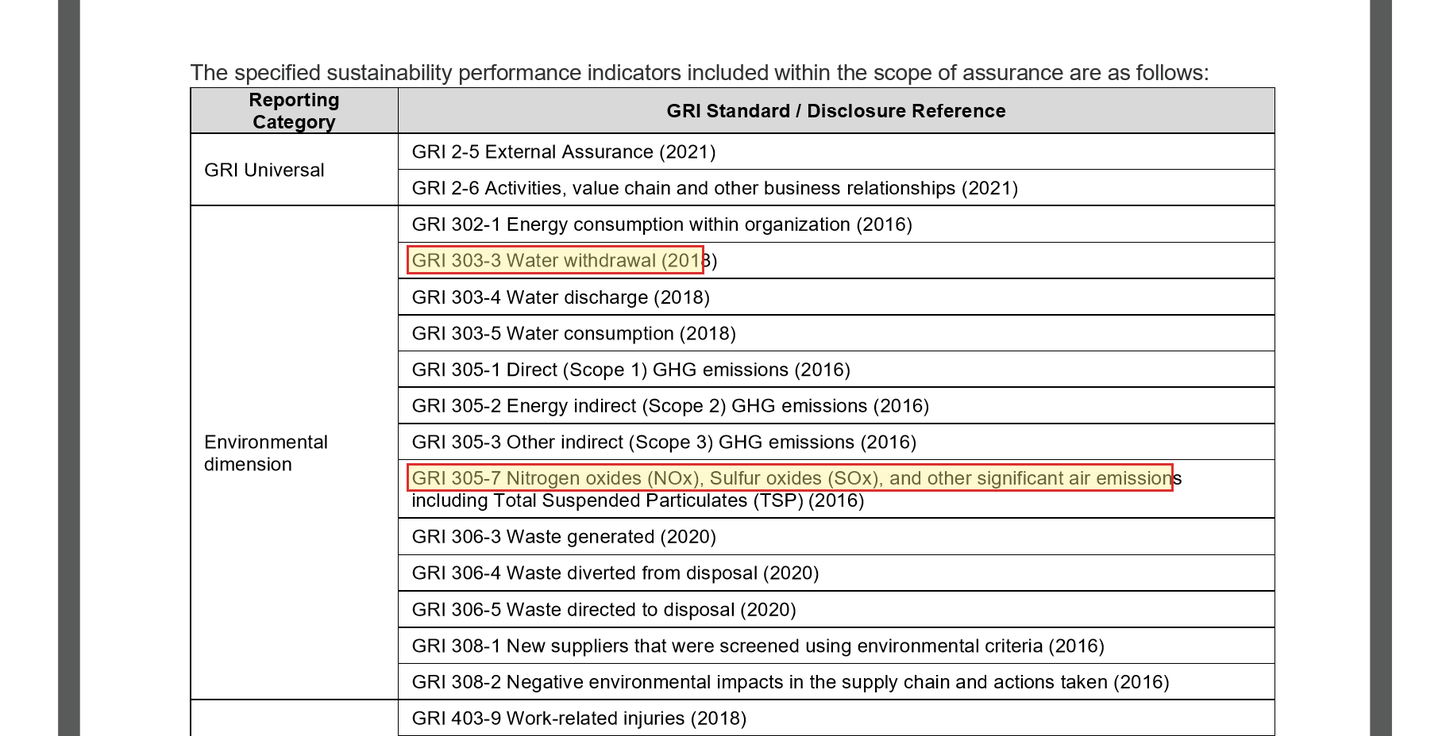 The specified sustainability performance indicators included within the scope of assurance are as follows:
Reporting
Category
GRI Standard / Disclosure Reference
GRI Universal
GRI 2-5 External Assurance (2021)
GRI 2-6 Activities, value chain and other business relationships (2021)
Environmental
dimension
GRI 302-1 Energy consumption within organization (2016)
GRI 303-3 Water withdrawal (2018)
GRI 303-4 Water discharge (2018)
GRI 303-5 Water consumption (2018)
GRI 305-1 Direct (Scope 1) GHG emissions (2016)
GRI 305-2 Energy indirect (Scope 2) GHG emissions (2016)
GRI 305-3 Other indirect (Scope 3) GHG emissions (2016)
GRI 305-7 Nitrogen oxides (NOx), Sulfur oxides (SOx), and other significant air emissions
including Total Suspended Particulates (TSP) (2016)
GRI 306-3 Waste generated (2020)
GRI 306-4 Waste diverted from disposal (2020)
GRI 306-5 Waste directed to disposal (2020)
GRI 308-1 New suppliers that were screened using environmental criteria (2016)
GRI 308-2 Negative environmental impacts in the supply chain and actions taken (2016)
GRI 403-9 Work-related injuries (2018)